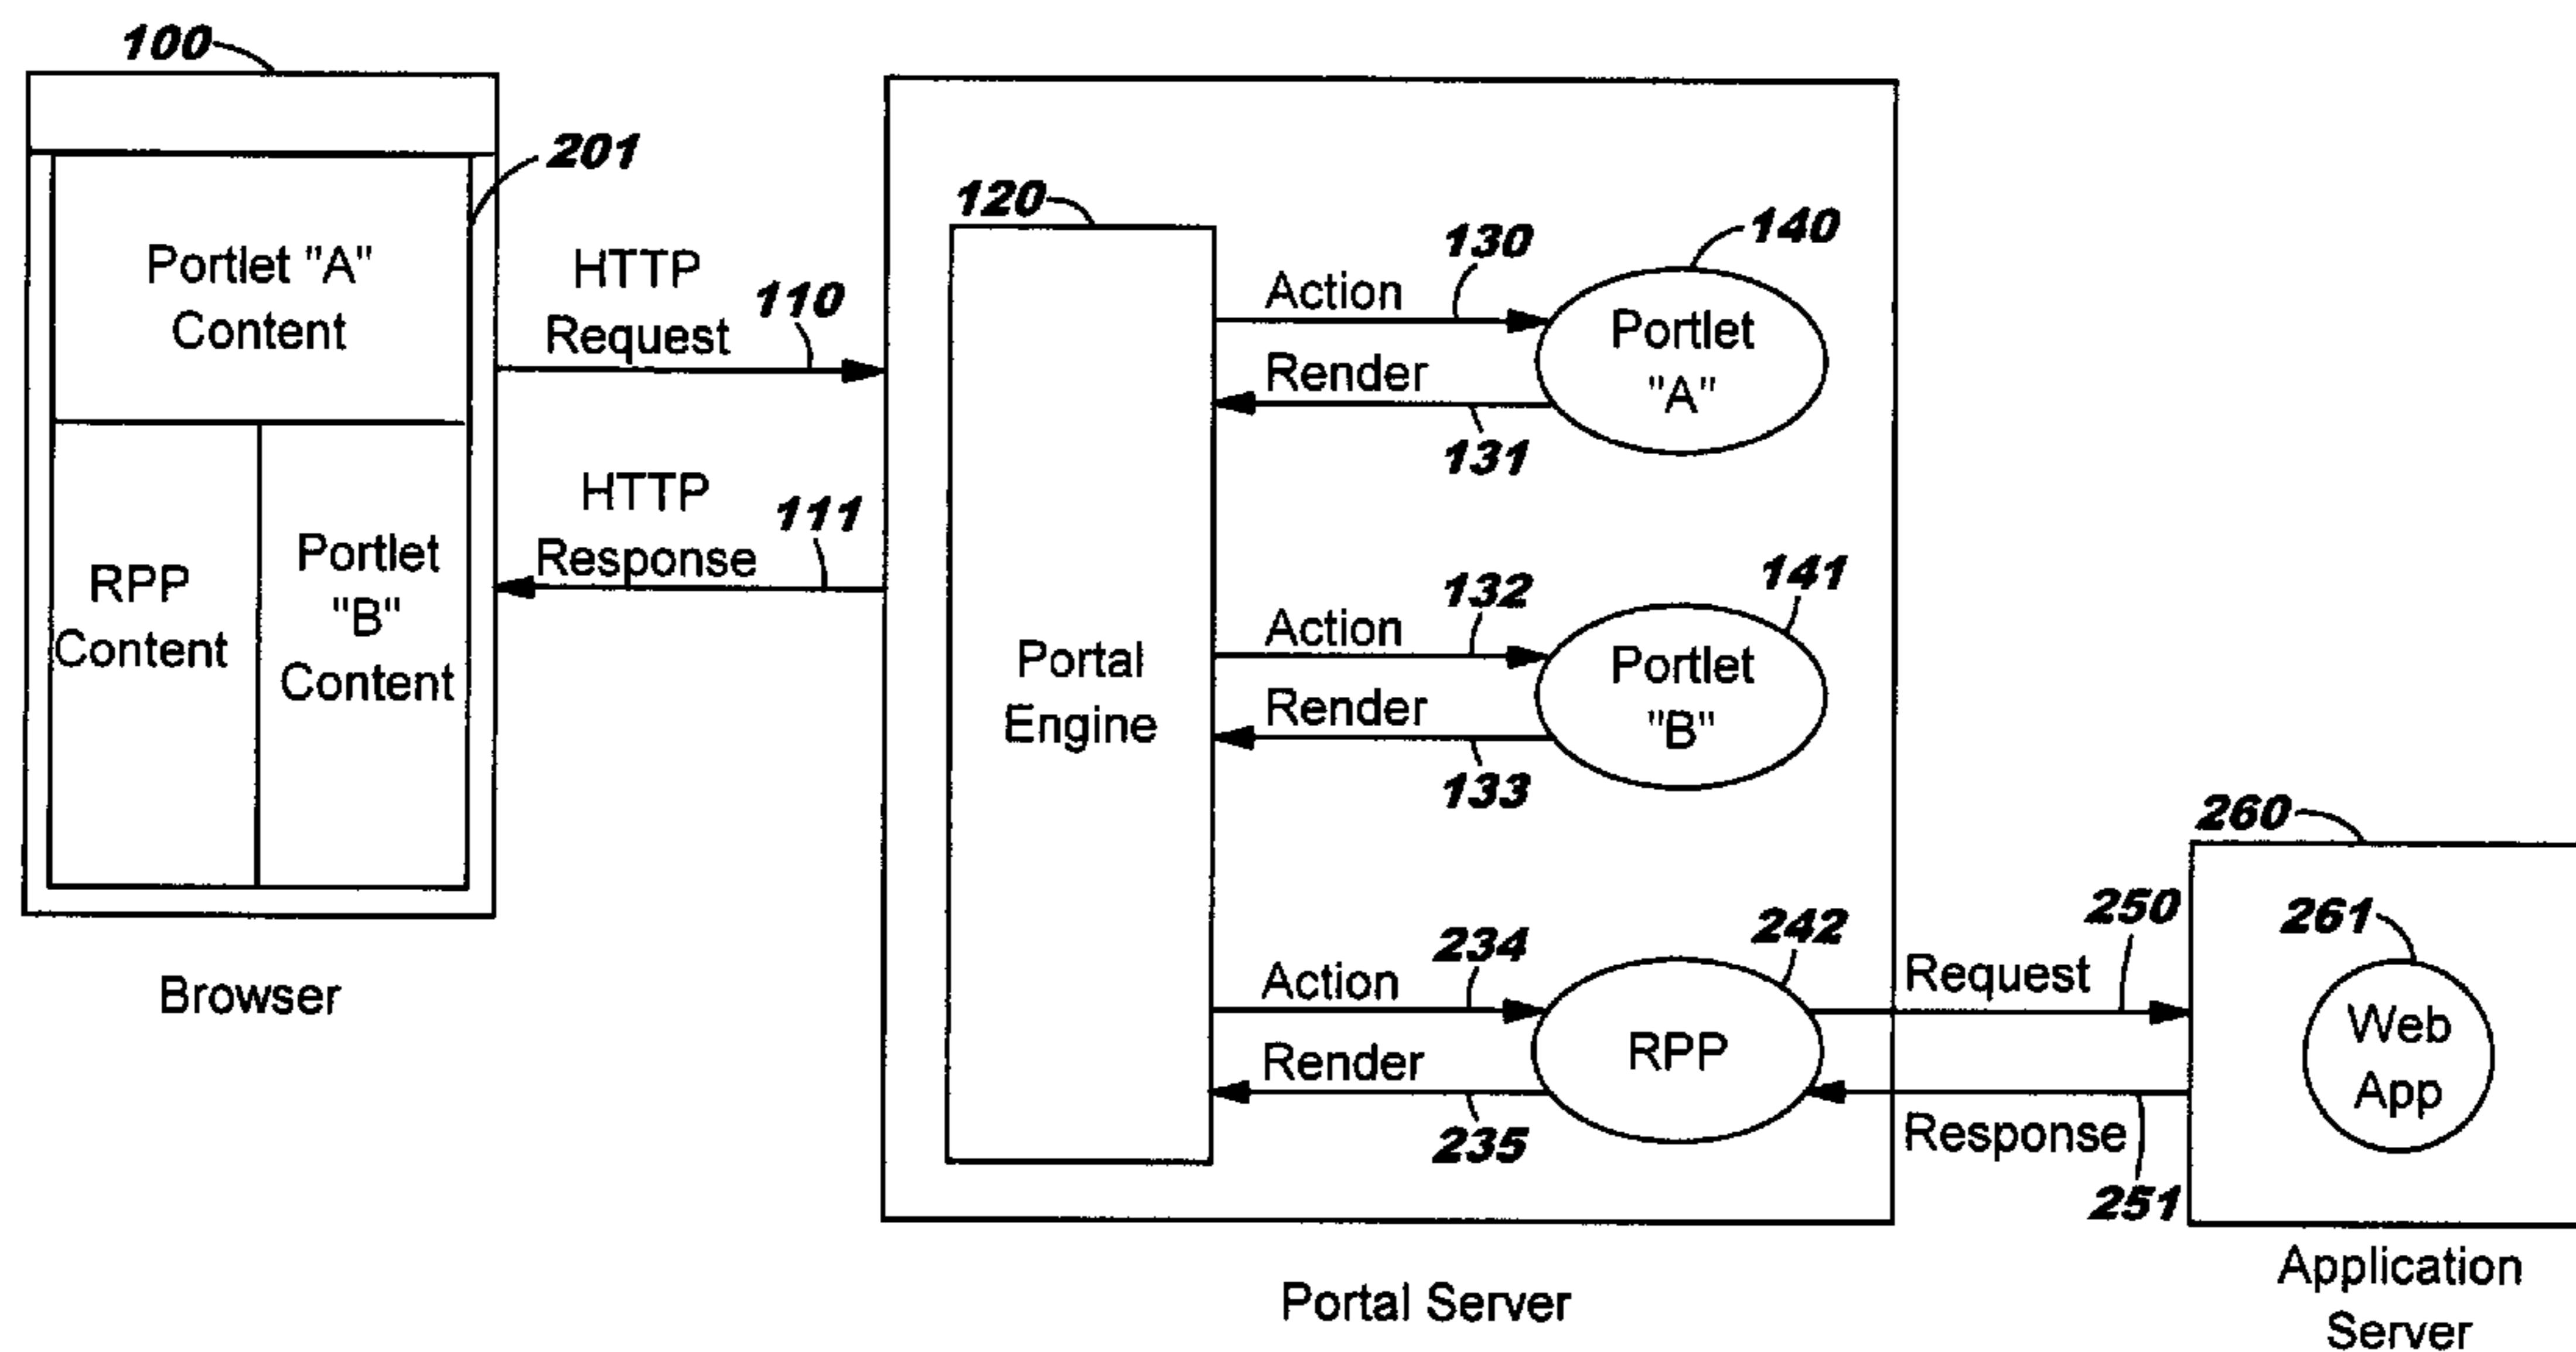 100
201
Portlet "A"
Content
RPP
Content
Portlet
"B"
Content
Browser
HTTP
Request
110
HTTP
Response
111
120
Portal
Engine
Action
130
Render
131
140
Portlet
"A"
Action
132
Render
133
141
Portlet
"B"
Action
234
Render
235
242
RPP
Portal Server
Request
250
Response
251
260
261
Web
App
Application
Server